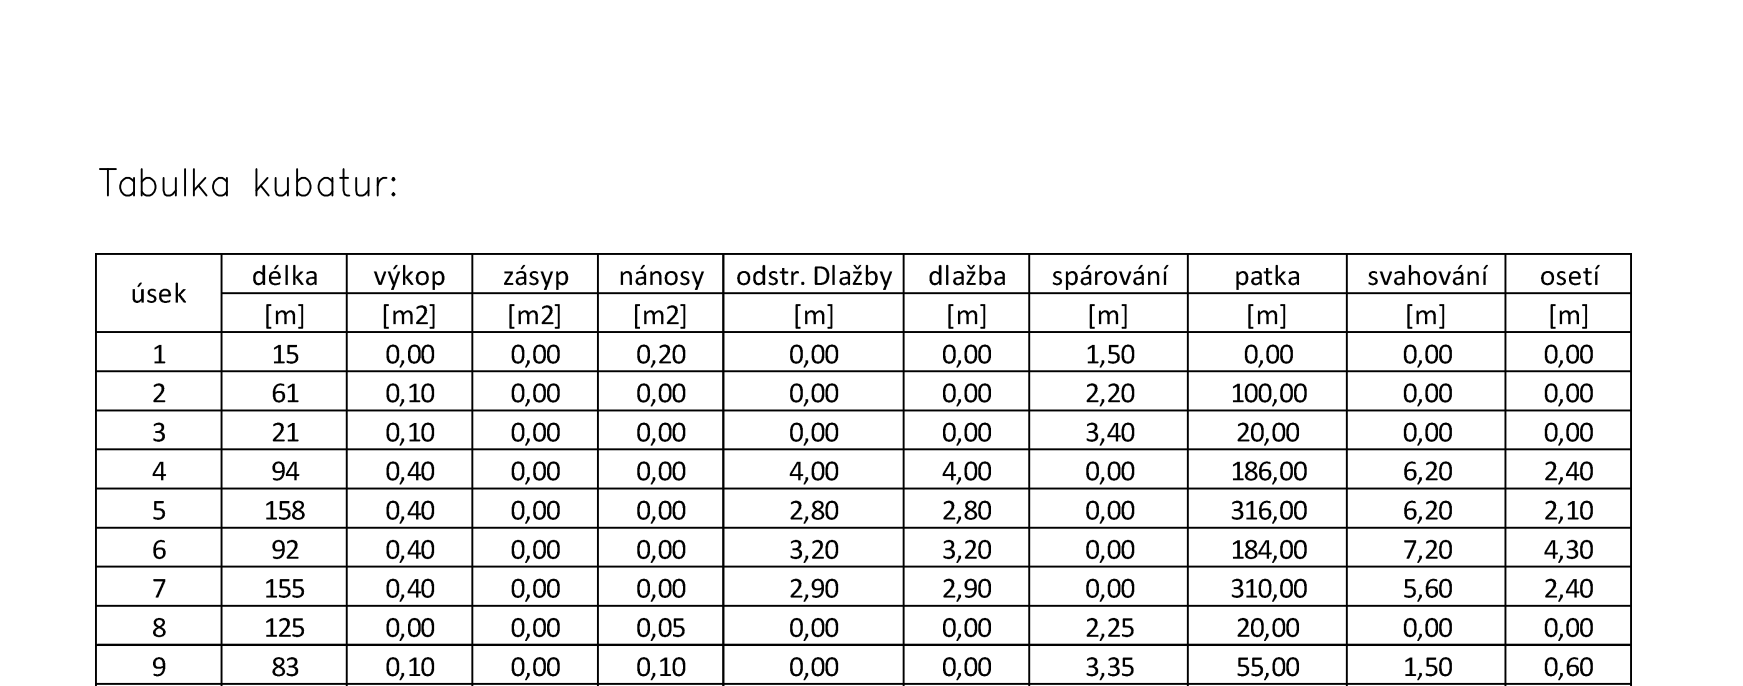 Tabulka kubatur:
úsek délka výkop zásyp nánosy odstr. Dlažby dlažba spárování patka svahování osetí
[m] [m2] [m2] [m2] [m] [m] [m] [m] [m] [m]
1 15 0,00 0,00 0,20 0,00 0,00 1,50 0,00 0,00 0,00
2 61 0,10 0,00 0,00 0,00 0,00 2,20 100,00 0,00 0,00
3 21 0,10 0,00 0,00 0,00 0,00 3,40 20,00 0,00 0,00
4 94 0,40 0,00 0,00 4,00 4,00 0,00 186,00 6,20 2,40
5 158 0,40 0,00 0,00 2,80 2,80 0,00 316,00 6,20 2,10
6 92 0,40 0,00 0,00 3,20 3,20 0,00 184,00 7,20 4,30
7 155 0,40 0,00 0,00 2,90 2,90 0,00 310,00 5,60 2,40
8 125 0,00 0,00 0,05 0,00 0,00 2,25 20,00 0,00 0,00
9 83 0,10 0,00 0,10 0,00 0,00 3,35 55,00 1,50 0,60